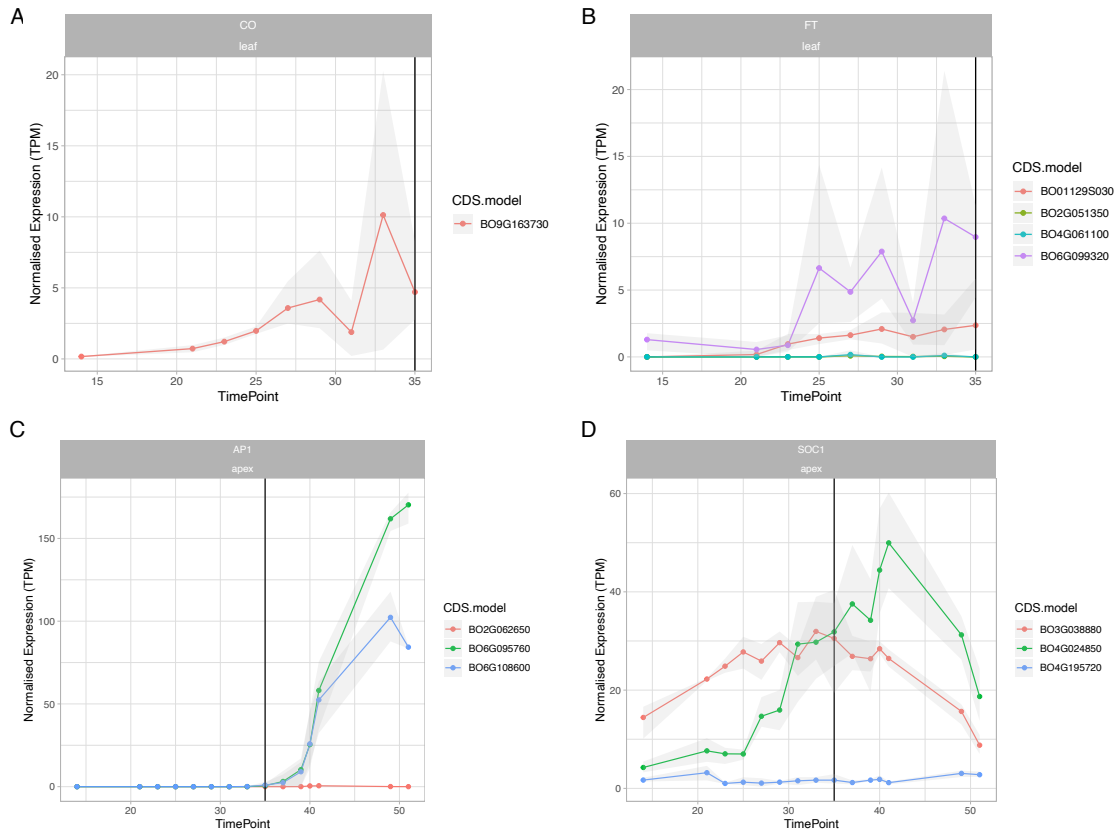 A
CO
leaf
20
15
10
5
0
Normalised Expression (TPM)
15
20
25
30
35
TimePoint
CDS.model
BO9G163730
B
FT
leaf
20
15
10
5
0
Normalised Expression (TPM)
15
20
25
30
35
TimePoint
CDS.model
BO01129S030
BO2G051350
BO4G061100
BO6G099320
C
AP1
apex
150
100
50
0
Normalised Expression (TPM)
20
30
40
50
TimePoint
CDS.model
BO2G062650
BO6G095760
BO6G108600
D
SOC1
apex
60
40
20
0
Normalised Expression (TPM)
20
30
40
50
TimePoint
CDS.model
BO3G038880
BO4G024850
BO4G195720